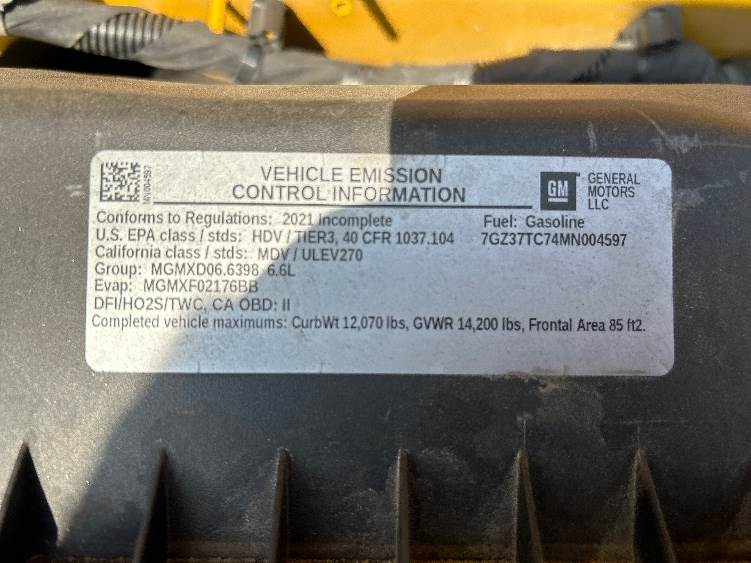 VEHICLE EMISSION
CONTROL INFORMATION
GM
GENERAL
MOTORS
LLC
MN004597
Conforms to Regulations: 2021 Incomplete
Fuel: Gasoline
U.S. EPA class / stds: HDV / TIER3, 40 CFR 1037.104
7GZ37TC74MN004597
California class / stds: MDV / ULEV270
Group: MGMXD06.6398 6.6L
Evap: MGMXF02176BB
DFI/HO2S/TWC, CA OBD: II
Completed vehicle maximums: CurbWt 12,070 lbs, GVWR 14,200 lbs, Frontal Area 85 ft2.